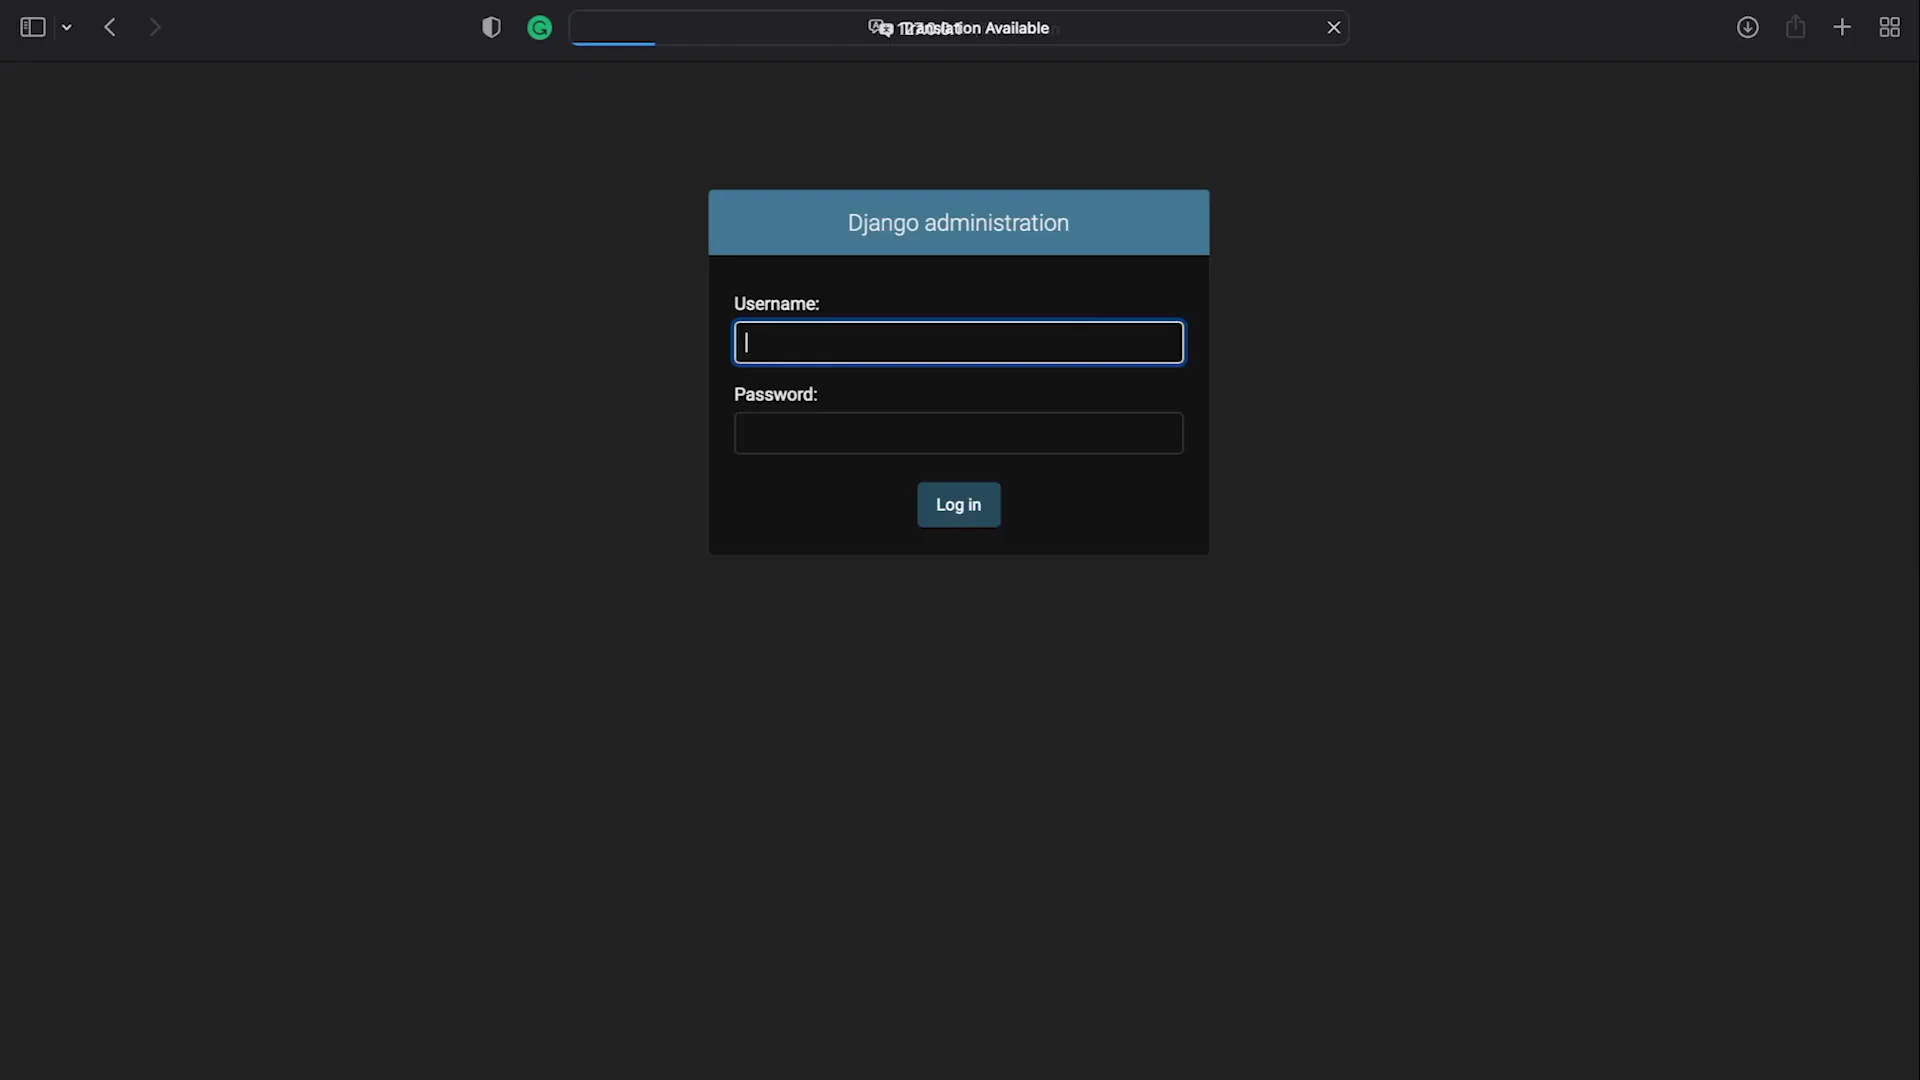 Translation Available
Django administration
Username:
Password:
Log in